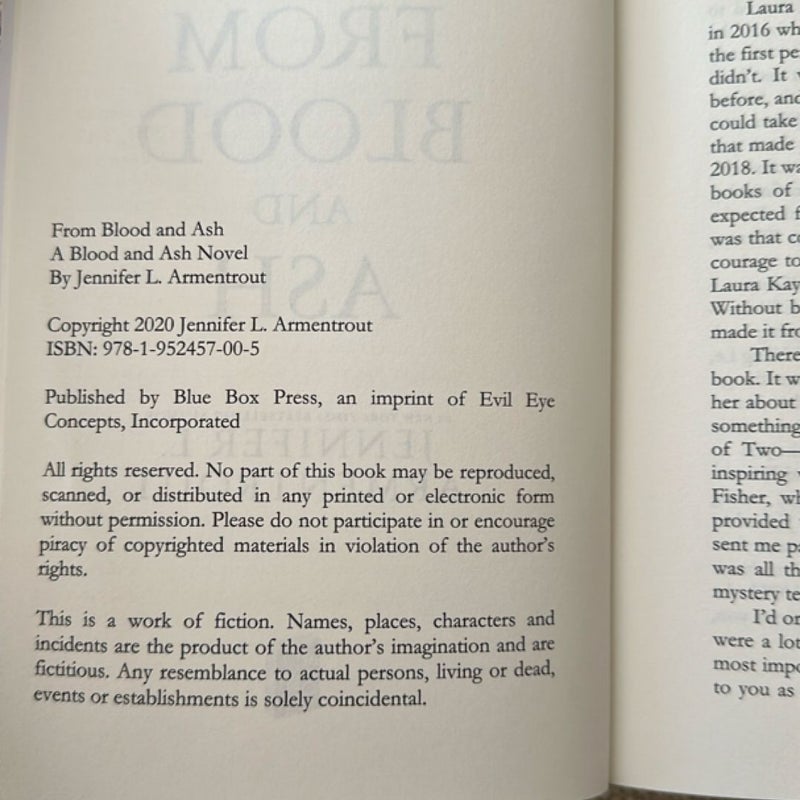 From Blood and Ash
A Blood and Ash Novel
By Jennifer L. Armentrout
Copyright 2020 Jennifer L. Armentrout
ISBN: 978-1-952457-00-5
Published by Blue Box Press, an imprint of Evil Eye
Concepts, Incorporated
All rights reserved. No part of this book may be reproduced,
scanned, or distributed in any printed or electronic form
without permission. Please do not participate in or encourage
piracy of copyrighted materials in violation of the author's
rights.
This is a work of fiction. Names, places, characters and
incidents are the product of the author's imagination and are
fictitious. Any resemblance to actual persons, living or dead,
events or establishments is solely coincidental.
Laura
in 2016
the first
didn't. It
before,
could take
that made
2018. It
books of
expected
was that
courage to
Laura
Without
made it
There
book. It
her about
something
of Two—
inspiring
Fisher,
provided
sent me
was all
mystery
I'd
were a lot
most
to you as